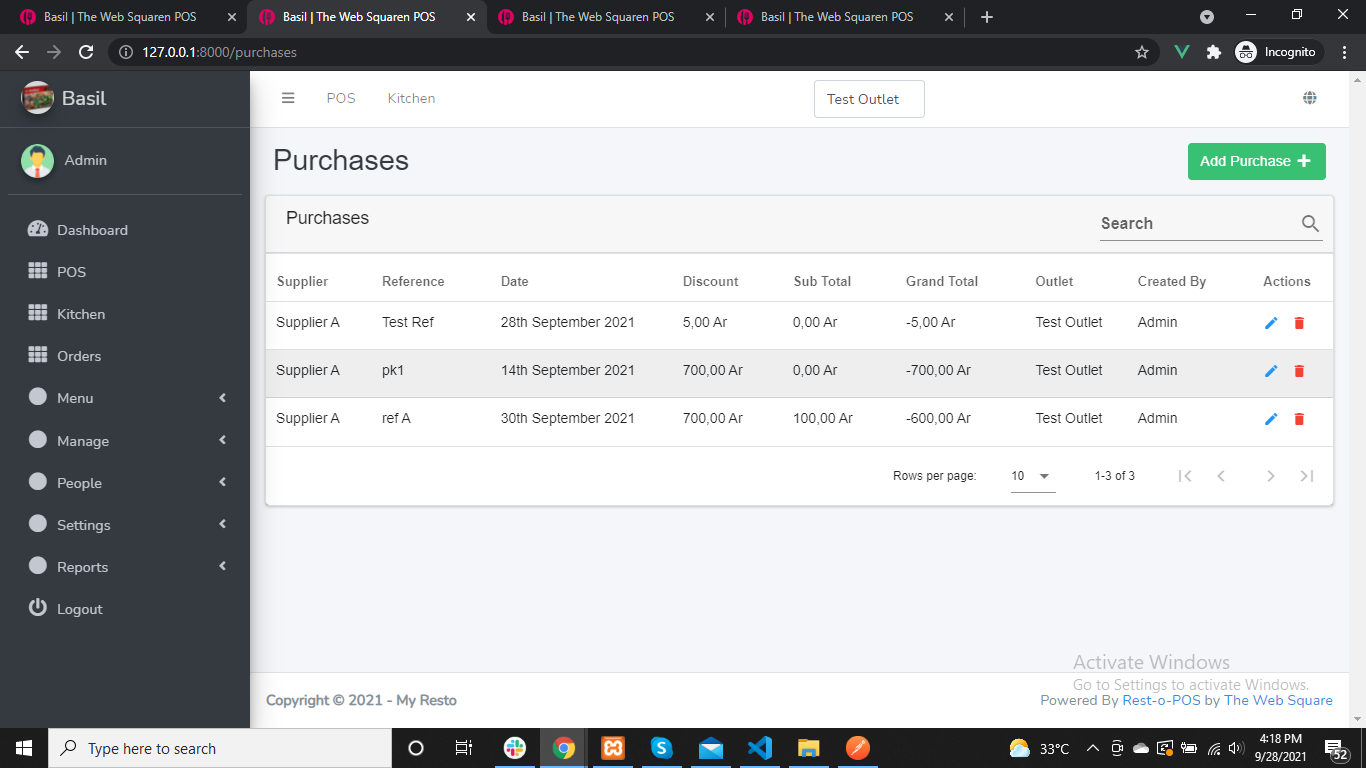 Basil | The Web Squaren POS
Basil | The Web Squaren POS
Basil | The Web Squaren POS
Basil | The Web Squaren POS
127.0.0.1:8000/purchases
Incognito
Basil
POS
Kitchen
Test Outlet
Admin
Dashboard
POS
Kitchen
Orders
Menu
Manage
People
Settings
Reports
Logout
Purchases
Add Purchase
Purchases
Search
Supplier Reference Date Discount Sub Total Grand Total Outlet Created By Actions
Supplier A Test Ref 28th September 2021 5,00 Ar 0,00 Ar -5,00 Ar Test Outlet Admin
Supplier A pk1 14th September 2021 700,00 Ar 0,00 Ar -700,00 Ar Test Outlet Admin
Supplier A ref A 30th September 2021 700,00 Ar 100,00 Ar -600,00 Ar Test Outlet Admin
Rows per page: 10 1-3 of 3
Activate Windows
Go to Settings to activate Windows.
Copyright © 2021 - My Resto
Powered By Rest-o-POS by The Web Square
Type here to search
33°C
4:18 PM
9/28/2021
52